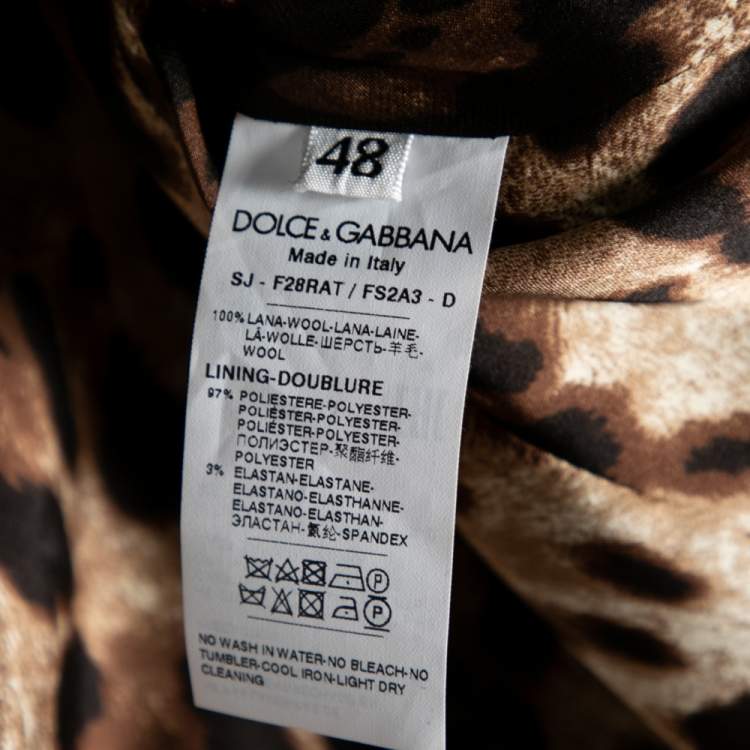 48
DOLCE & GABBANA
Made in Italy
SJ - F28RAT / FS2A3 - D
100% LANA-WOOL-LANA-LAINE-
LÃ-WOLLE-ШЕРСТЬ-羊毛-
WOOL
LINING-DOUBLURE
97% POLIESTERE-POLYESTER-
POLIÉSTER-POLYESTER-
POLIÉSTER-POLYESTER-
ПОЛИЭСТЕР-聚酯纤维-
POLYESTER
3% ELASTAN-ELASTANE-
ELASTANO-ELASTHANNE-
ELASTANO-ELASTHAN-
ЭЛАСТАН-氨纶-SPANDEX
P
P
NO WASH IN WATER-NO BLEACH-NO
TUMBLER-COOL IRON-LIGHT DRY
CLEANING